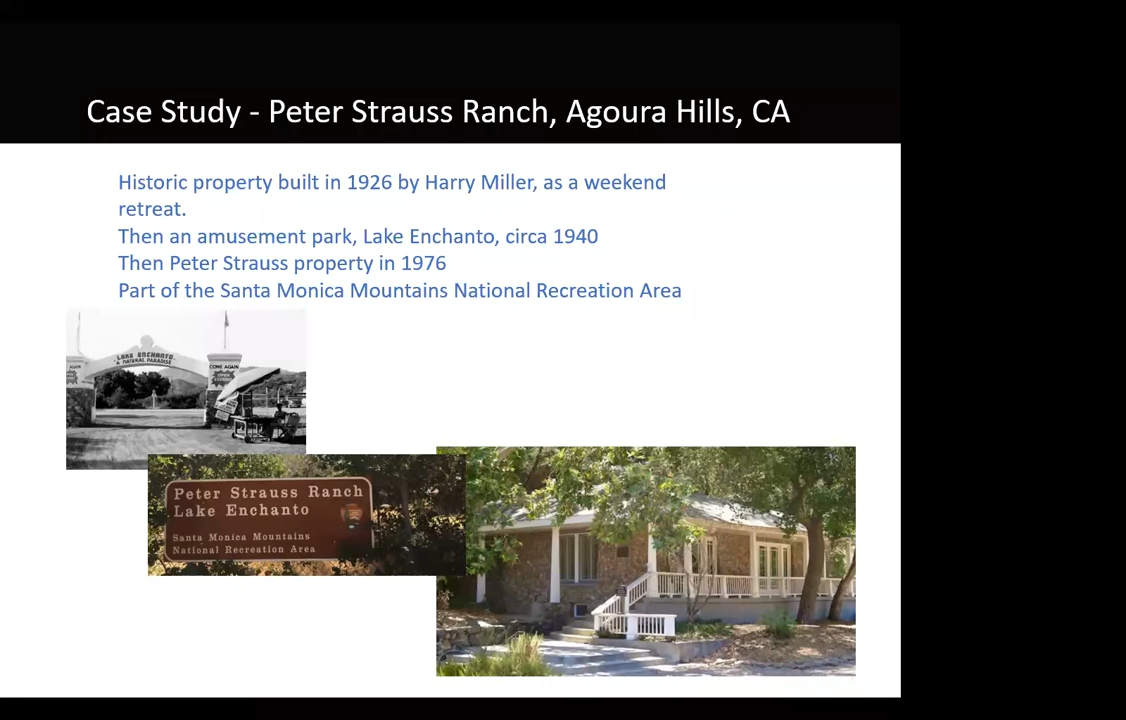 Case Study - Peter Strauss Ranch, Agoura Hills, CA
Historic property built in 1926 by Harry Miller, as a weekend
retreat.
Then an amusement park, Lake Enchanto, circa 1940
Then Peter Strauss property in 1976
Part of the Santa Monica Mountains National Recreation Area
LAKE ENCHANTO.
A NATURAL PARADISE
AGAIN
COME AGAIN
Peter Strauss Ranch
Lake Enchanto
Santa Monica Mountains
National Recreation Area